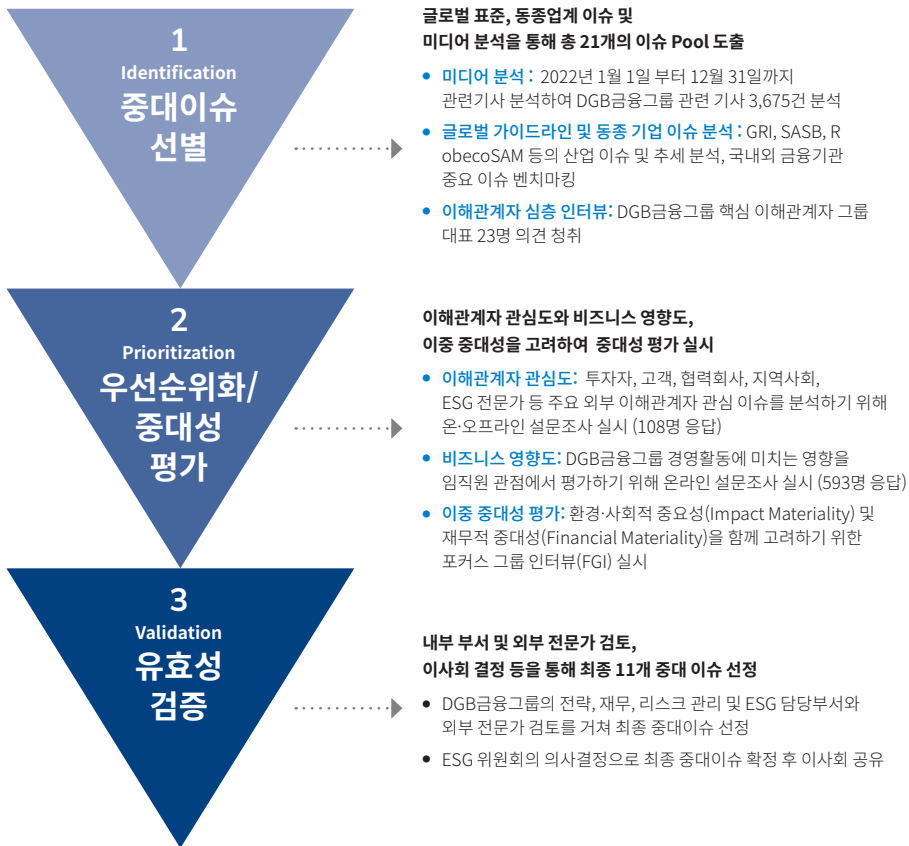 1
Identification
중대이슈
선별
글로벌 표준, 동종업계 이슈 및
미디어 분석을 통해 총 21개의 이슈 Pool 도출
• 미디어 분석 : 2022년 1월 1일 부터 12월 31일까지
관련기사 분석하여 DGB금융그룹 관련 기사 3,675건 분석
• 글로벌 가이드라인 및 동종 기업 이슈 분석 : GRI, SASB, R
obecoSAM 등의 산업 이슈 및 추세 분석, 국내외 금융기관
중요 이슈 벤치마킹
• 이해관계자 심층 인터뷰: DGB금융그룹 핵심 이해관계자 그룹
대표 23명 의견 청취
2
Prioritization
우선순위화/
중대성
평가
이해관계자 관심도와 비즈니스 영향도,
이중 중대성을 고려하여 중대성 평가 실시
• 이해관계자 관심도: 투자자, 고객, 협력회사, 지역사회,
ESG 전문가 등 주요 외부 이해관계자 관심 이슈를 분석하기 위해
온·오프라인 설문조사 실시 (108명 응답)
• 비즈니스 영향도: DGB금융그룹 경영활동에 미치는 영향을
임직원 관점에서 평가하기 위해 온라인 설문조사 실시 (593명 응답)
• 이중 중대성 평가: 환경·사회적 중요성(Impact Materiality) 및
재무적 중대성(Financial Materiality)을 함께 고려하기 위한
포커스 그룹 인터뷰(FGI) 실시
3
Validation
유효성
검증
내부 부서 및 외부 전문가 검토,
이사회 결정 등을 통해 최종 11개 중대 이슈 선정
• DGB금융그룹의 전략, 재무, 리스크 관리 및 ESG 담당부서와
외부 전문가 검토를 거쳐 최종 중대이슈 선정
• ESG 위원회의 의사결정으로 최종 중대이슈 확정 후 이사회 공유